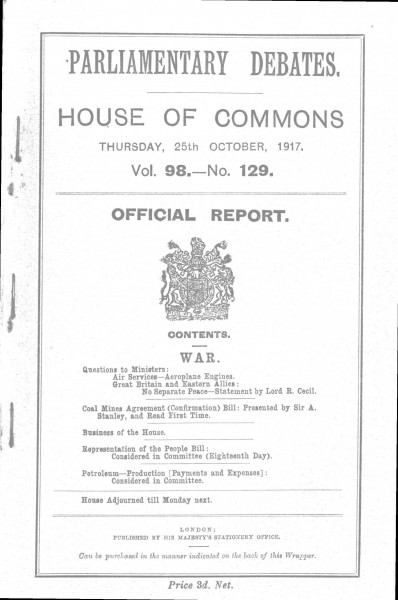 PARLIAMENTARY DEBATES.
HOUSE OF COMMONS
THURSDAY, 25th OCTOBER, 1917.
Vol. 98.—No. 129.
OFFICIAL REPORT.
CONTENTS.
WAR.
Questions to Ministers:
Air Services—Aeroplane Engines.
Great Britain and Eastern Allies:
No Separate Peace—Statement by Lord R. Cecil.
Coal Mines Agreement (Confirmation) Bill: Presented by Sir A.
Stanley, and Read First Time.
Business of the House.
Representation of the People Bill:
Considered in Committee (Eighteenth Day).
Petroleum—Production [Payments and Expenses]:
Considered in Committee.
House Adjourned till Monday next.
LONDON:
PUBLISHED BY HIS MAJESTY'S STATIONERY OFFICE.
Can be purchased in the manner indicated on the back of this Wrapper.
Price 3d. Net.